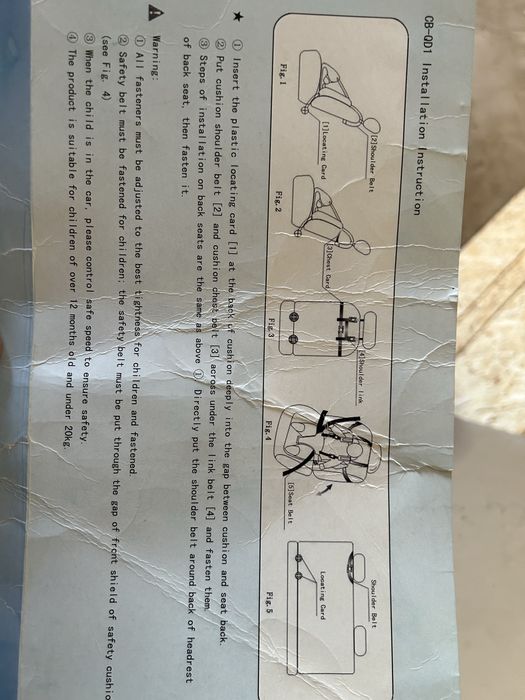 CB-QD1 Installation Instruction
[2]Shoulder Belt
[1]Locating Card
Fig.1
[3]Chest Card
Fig.2
[4]Shoulder link
Fig.3
[5]Seat Belt
Fig.4
Shoulder Belt
Locating Card
Fig.5
★ ① Insert the plastic locating card [1] at the back of cushion deeply into the gap between cushion and seat back.
② Put cushion shoulder belt [2] and cushion chest belt [3] across under the link belt [4] and fasten them.
③ Steps of installation on back seats are the same as above ①. Directly put the shoulder belt around back of headrest
of back seat, then fasten it.
Warning:
① All fasteners must be adjusted to the best tightness for children and fastened.
② Safety belt must be fastened for children; the safety belt must be put through the gap of front shield of safety cushio
(see Fig. 4)
③ When the child is in the car, please control safe speed to ensure safety.
④ The product is suitable for children of over 12 months old and under 20kg.